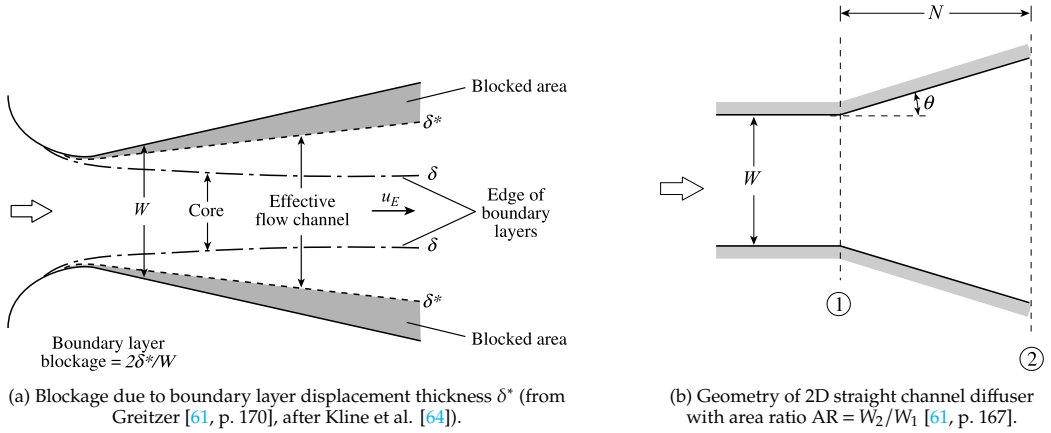 Blocked area
δ*
δ
W
Core
Effective
flow channel
u_E
Edge of
boundary
layers
δ
δ*
Blocked area
Boundary layer
blockage = 2δ*/W
(a) Blockage due to boundary layer displacement thickness δ* (from
Greitzer [61, p. 170], after Kline et al. [64]).
N
θ
W
1
2
(b) Geometry of 2D straight channel diffuser
with area ratio AR = W₂/W₁ [61, p. 167].